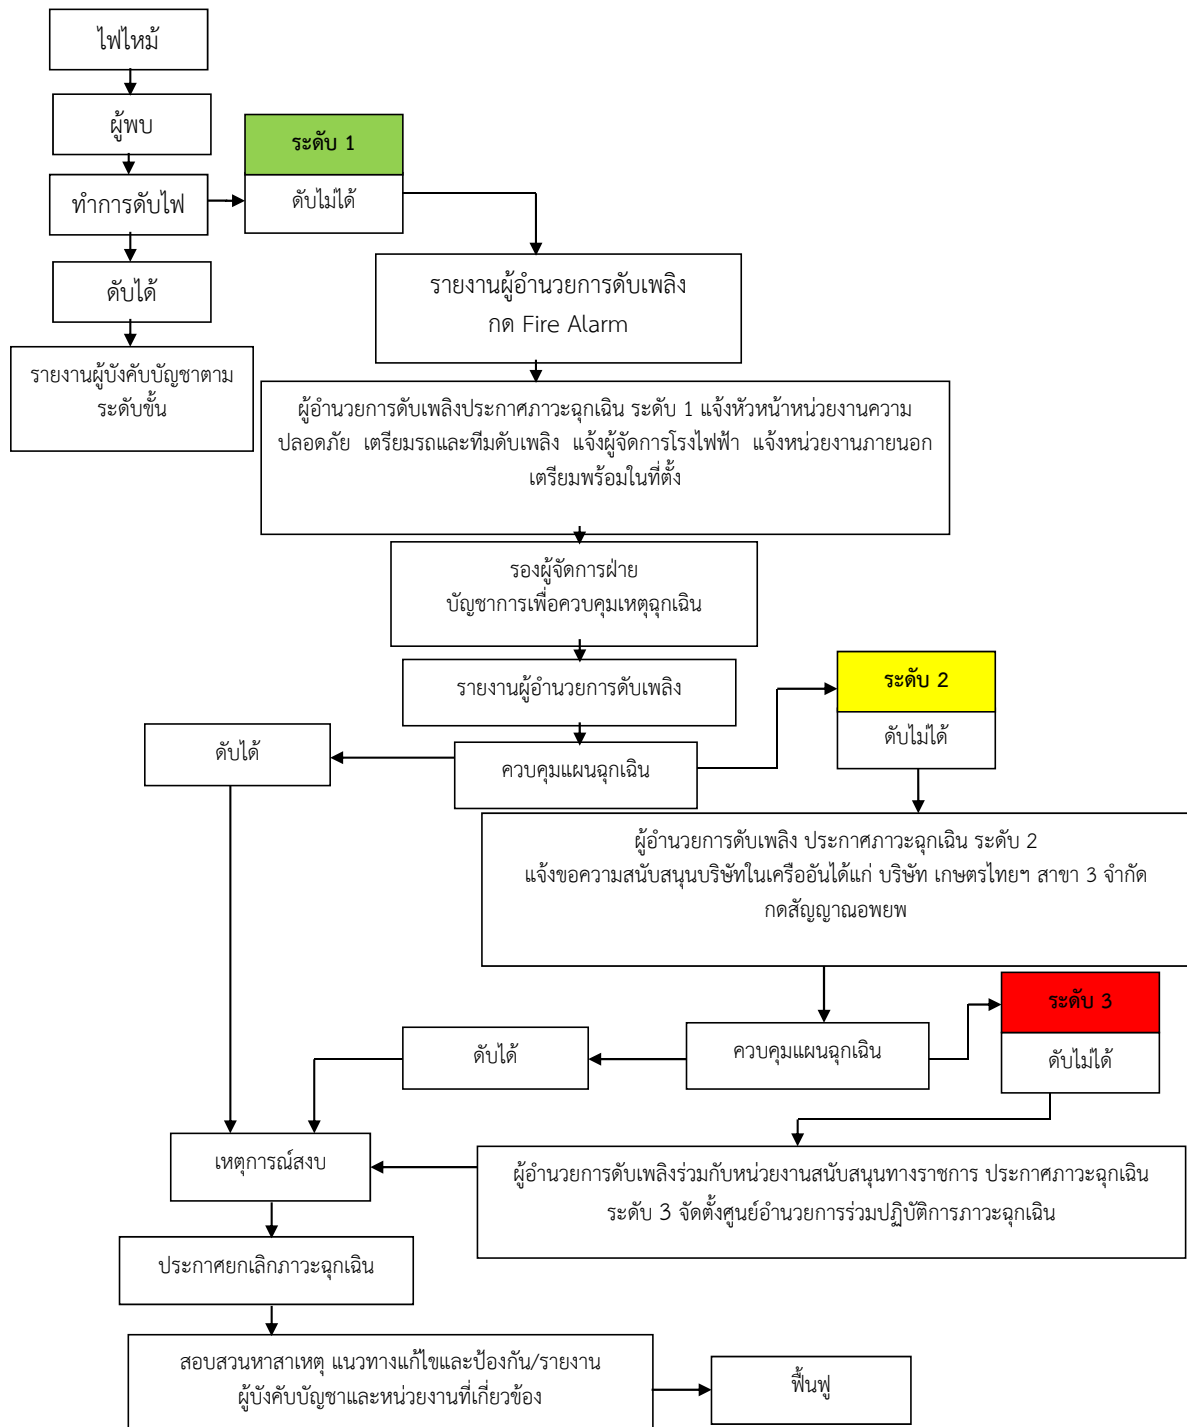 ไฟไหม้
ผู้พบ
ระดับ 1
ทำการดับไฟ
ดับไม่ได้
ดับได้
รายงานผู้อำนวยการดับเพลิง
กด Fire Alarm
รายงานผู้บังคับบัญชาตาม
ระดับขั้น
ผู้อำนวยการดับเพลิงประกาศภาวะฉุกเฉิน ระดับ 1 แจ้งหัวหน้าหน่วยงานความ
ปลอดภัย เตรียมรถและทีมดับเพลิง แจ้งผู้จัดการโรงไฟฟ้า แจ้งหน่วยงานภายนอก
เตรียมพร้อมในที่ตั้ง
รองผู้จัดการฝ่าย
บัญชาการเพื่อควบคุมเหตุฉุกเฉิน
รายงานผู้อำนวยการดับเพลิง
ระดับ 2
ดับไม่ได้
ดับได้
ควบคุมแผนฉุกเฉิน
ผู้อำนวยการดับเพลิง ประกาศภาวะฉุกเฉิน ระดับ 2
แจ้งขอความสนับสนุนบริษัทในเครืออันได้แก่ บริษัท เกษตรไทยฯ สาขา 3 จำกัด
กดสัญญาณอพยพ
ระดับ 3
ดับไม่ได้
ดับได้
ควบคุมแผนฉุกเฉิน
เหตุการณ์สงบ
ผู้อำนวยการดับเพลิงร่วมกับหน่วยงานสนับสนุนทางราชการ ประกาศภาวะฉุกเฉิน
ระดับ 3 จัดตั้งศูนย์อำนวยการร่วมปฏิบัติการภาวะฉุกเฉิน
ประกาศยกเลิกภาวะฉุกเฉิน
สอบสวนหาสาเหตุ แนวทางแก้ไขและป้องกัน/รายงาน
ผู้บังคับบัญชาและหน่วยงานที่เกี่ยวข้อง
ฟื้นฟู